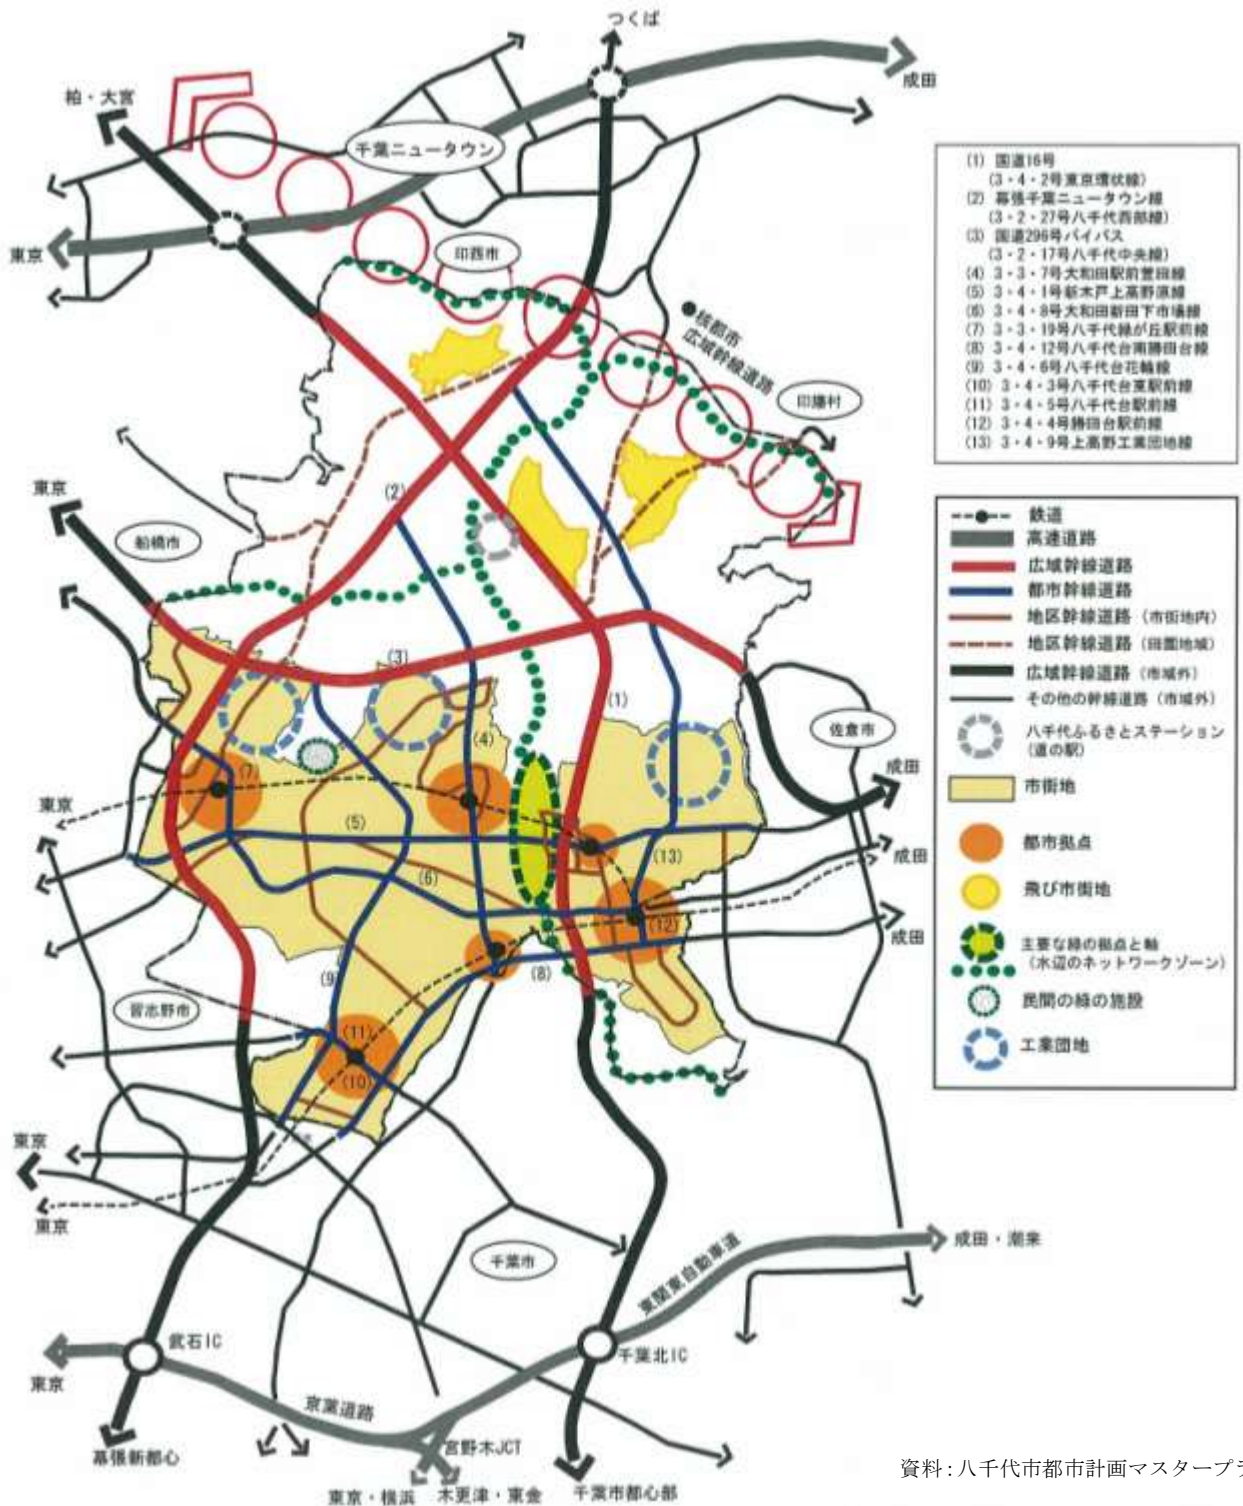 つくば
成田
柏・大宮
千葉ニュータウン
東京
印西市
核都市
広域幹線道路
印旛村
(1) 国道16号
(3・4・2号東京環状線)
(2) 幕張千葉ニュータウン線
(3・2・27号八千代西部線)
(3) 国道296号バイパス
(3・2・17号八千代中央線)
(4) 3・3・7号大和田駅前萱田線
(5) 3・4・1号新木戸上高野原線
(6) 3・4・8号大和田新田下市場線
(7) 3・3・19号八千代緑が丘駅前線
(8) 3・4・12号八千代台南勝田台線
(9) 3・4・6号八千代台花輪線
(10) 3・4・3号八千代台東駅前線
(11) 3・4・5号八千代台駅前線
(12) 3・4・4号勝田台駅前線
(13) 3・4・9号上高野工業団地線
東京
船橋市
(2)
鉄道
高速道路
広域幹線道路
都市幹線道路
地区幹線道路 (市街地内)
地区幹線道路 (田園地域)
広域幹線道路 (市域外)
その他の幹線道路 (市域外)
八千代ふるさとステーション
(道の駅)
市街地
都市拠点
飛び市街地
主要な緑の拠点と軸
(水辺のネットワークゾーン)
民間の緑の施設
工業団地
(3)
(1)
(4)
佐倉市
(7)
成田
東京
(5)
(13)
成田
(6)
(12)
成田
(8)
(9)
習志野市
(11)
(10)
東京
東京
千葉市
東関東自動車道
成田・潮来
武石IC
千葉北IC
東京
京葉道路
宮野木JCT
幕張新都心
東京・横浜
木更津・東金
千葉市都心部
資料:八千代市都市計画マスタープラ